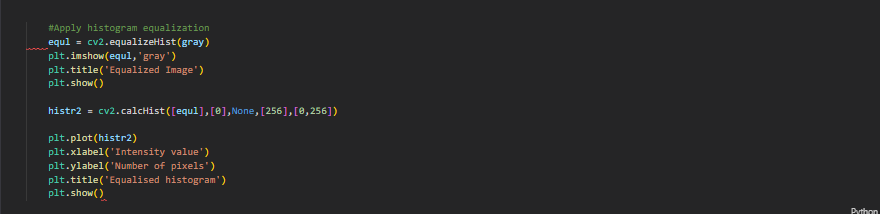 #Apply histogram equalization
equl = cv2.equalizeHist(gray)
plt.imshow(equl,'gray')
plt.title('Equalized Image')
plt.show()
histr2 = cv2.calcHist([equl],[0],None,[256],[0,256])
plt.plot(histr2)
plt.xlabel('Intensity value')
plt.ylabel('Number of pixels')
plt.title('Equalised histogram')
plt.show()
Python